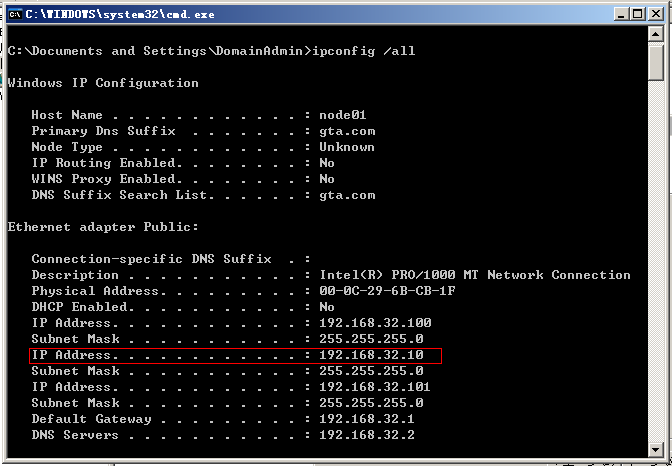 C:\WINDOWS\system32\cmd.exe
C:\Documents and Settings\DomainAdmin>ipconfig /all
Windows IP Configuration
Host Name . . . . . . . . . . . . : node01
Primary Dns Suffix  . . . . . . . : gta.com
Node Type . . . . . . . . . . . . : Unknown
IP Routing Enabled. . . . . . . . : No
WINS Proxy Enabled. . . . . . . . : No
DNS Suffix Search List. . . . . . : gta.com
Ethernet adapter Public:
Connection-specific DNS Suffix  . :
Description . . . . . . . . . . . : Intel(R) PRO/1000 MT Network Connection
Physical Address. . . . . . . . . : 00-0C-29-6B-CB-1F
DHCP Enabled. . . . . . . . . . . : No
IP Address. . . . . . . . . . . . : 192.168.32.100
Subnet Mask . . . . . . . . . . . : 255.255.255.0
IP Address. . . . . . . . . . . . : 192.168.32.10
Subnet Mask . . . . . . . . . . . : 255.255.255.0
IP Address. . . . . . . . . . . . : 192.168.32.101
Subnet Mask . . . . . . . . . . . : 255.255.255.0
Default Gateway . . . . . . . . . : 192.168.32.1
DNS Servers . . . . . . . . . . . : 192.168.32.2